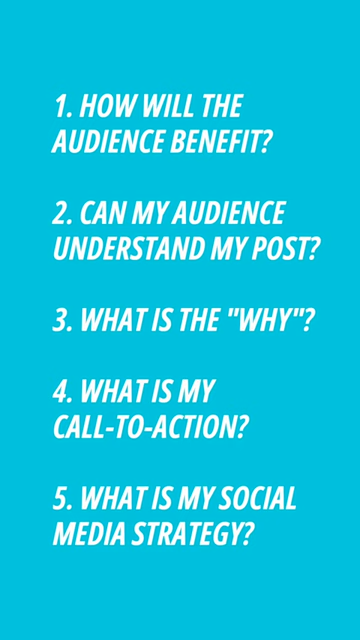 1. HOW WILL THE
AUDIENCE BENEFIT?
2. CAN MY AUDIENCE
UNDERSTAND MY POST?
3. WHAT IS THE "WHY"?
4. WHAT IS MY
CALL-TO-ACTION?
5. WHAT IS MY SOCIAL
MEDIA STRATEGY?